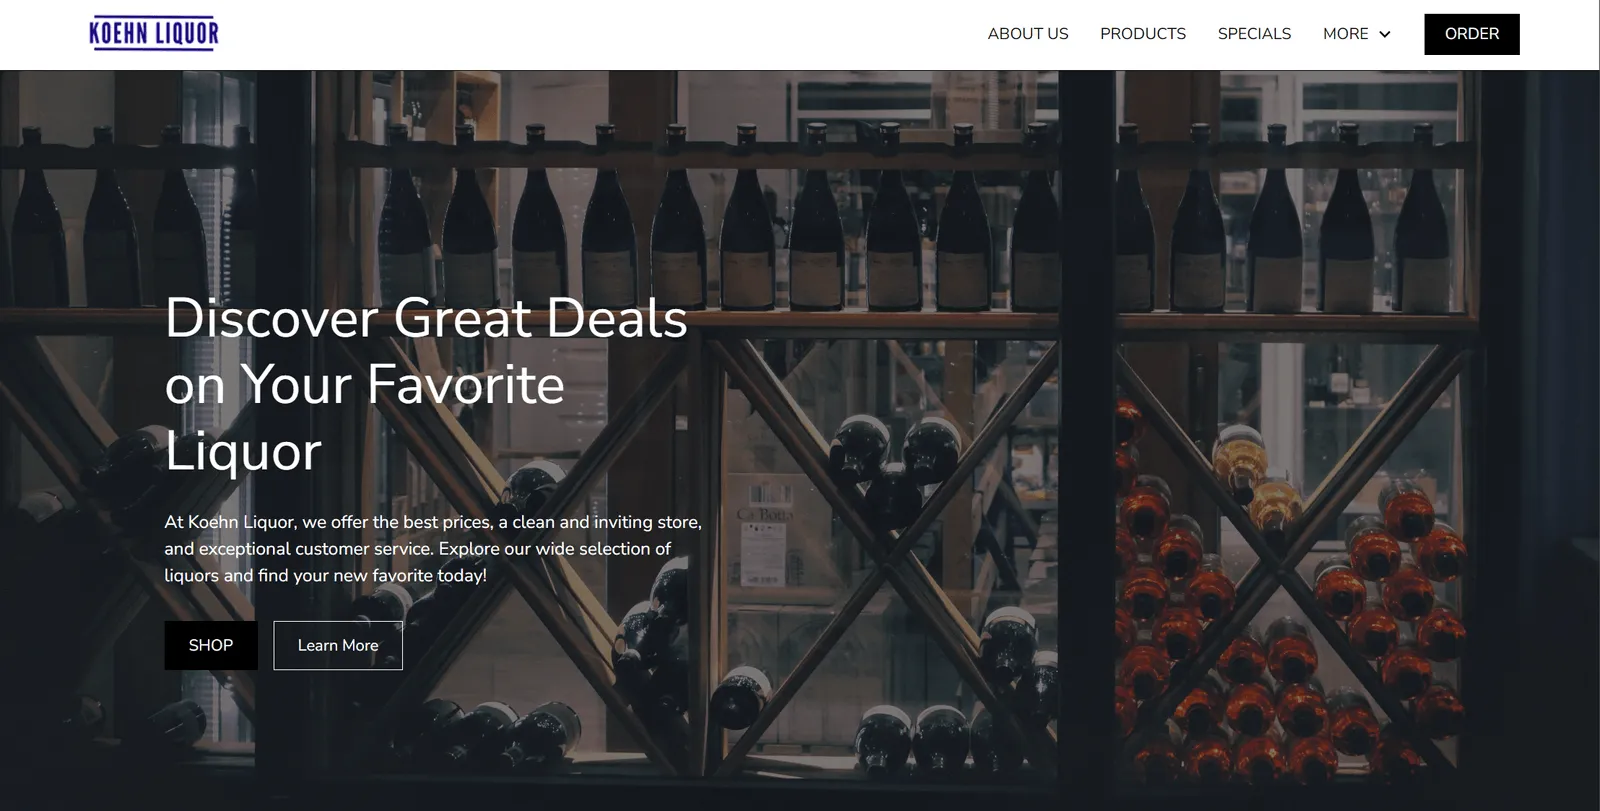 KOEHN LIQUOR
ABOUT US
PRODUCTS
SPECIALS
MORE
ORDER
Discover Great Deals
on Your Favorite
Liquor
At Koehn Liquor, we offer the best prices, a clean and inviting store,
and exceptional customer service. Explore our wide selection of
liquors and find your new favorite today!
SHOP
Learn More
Ca'Botta